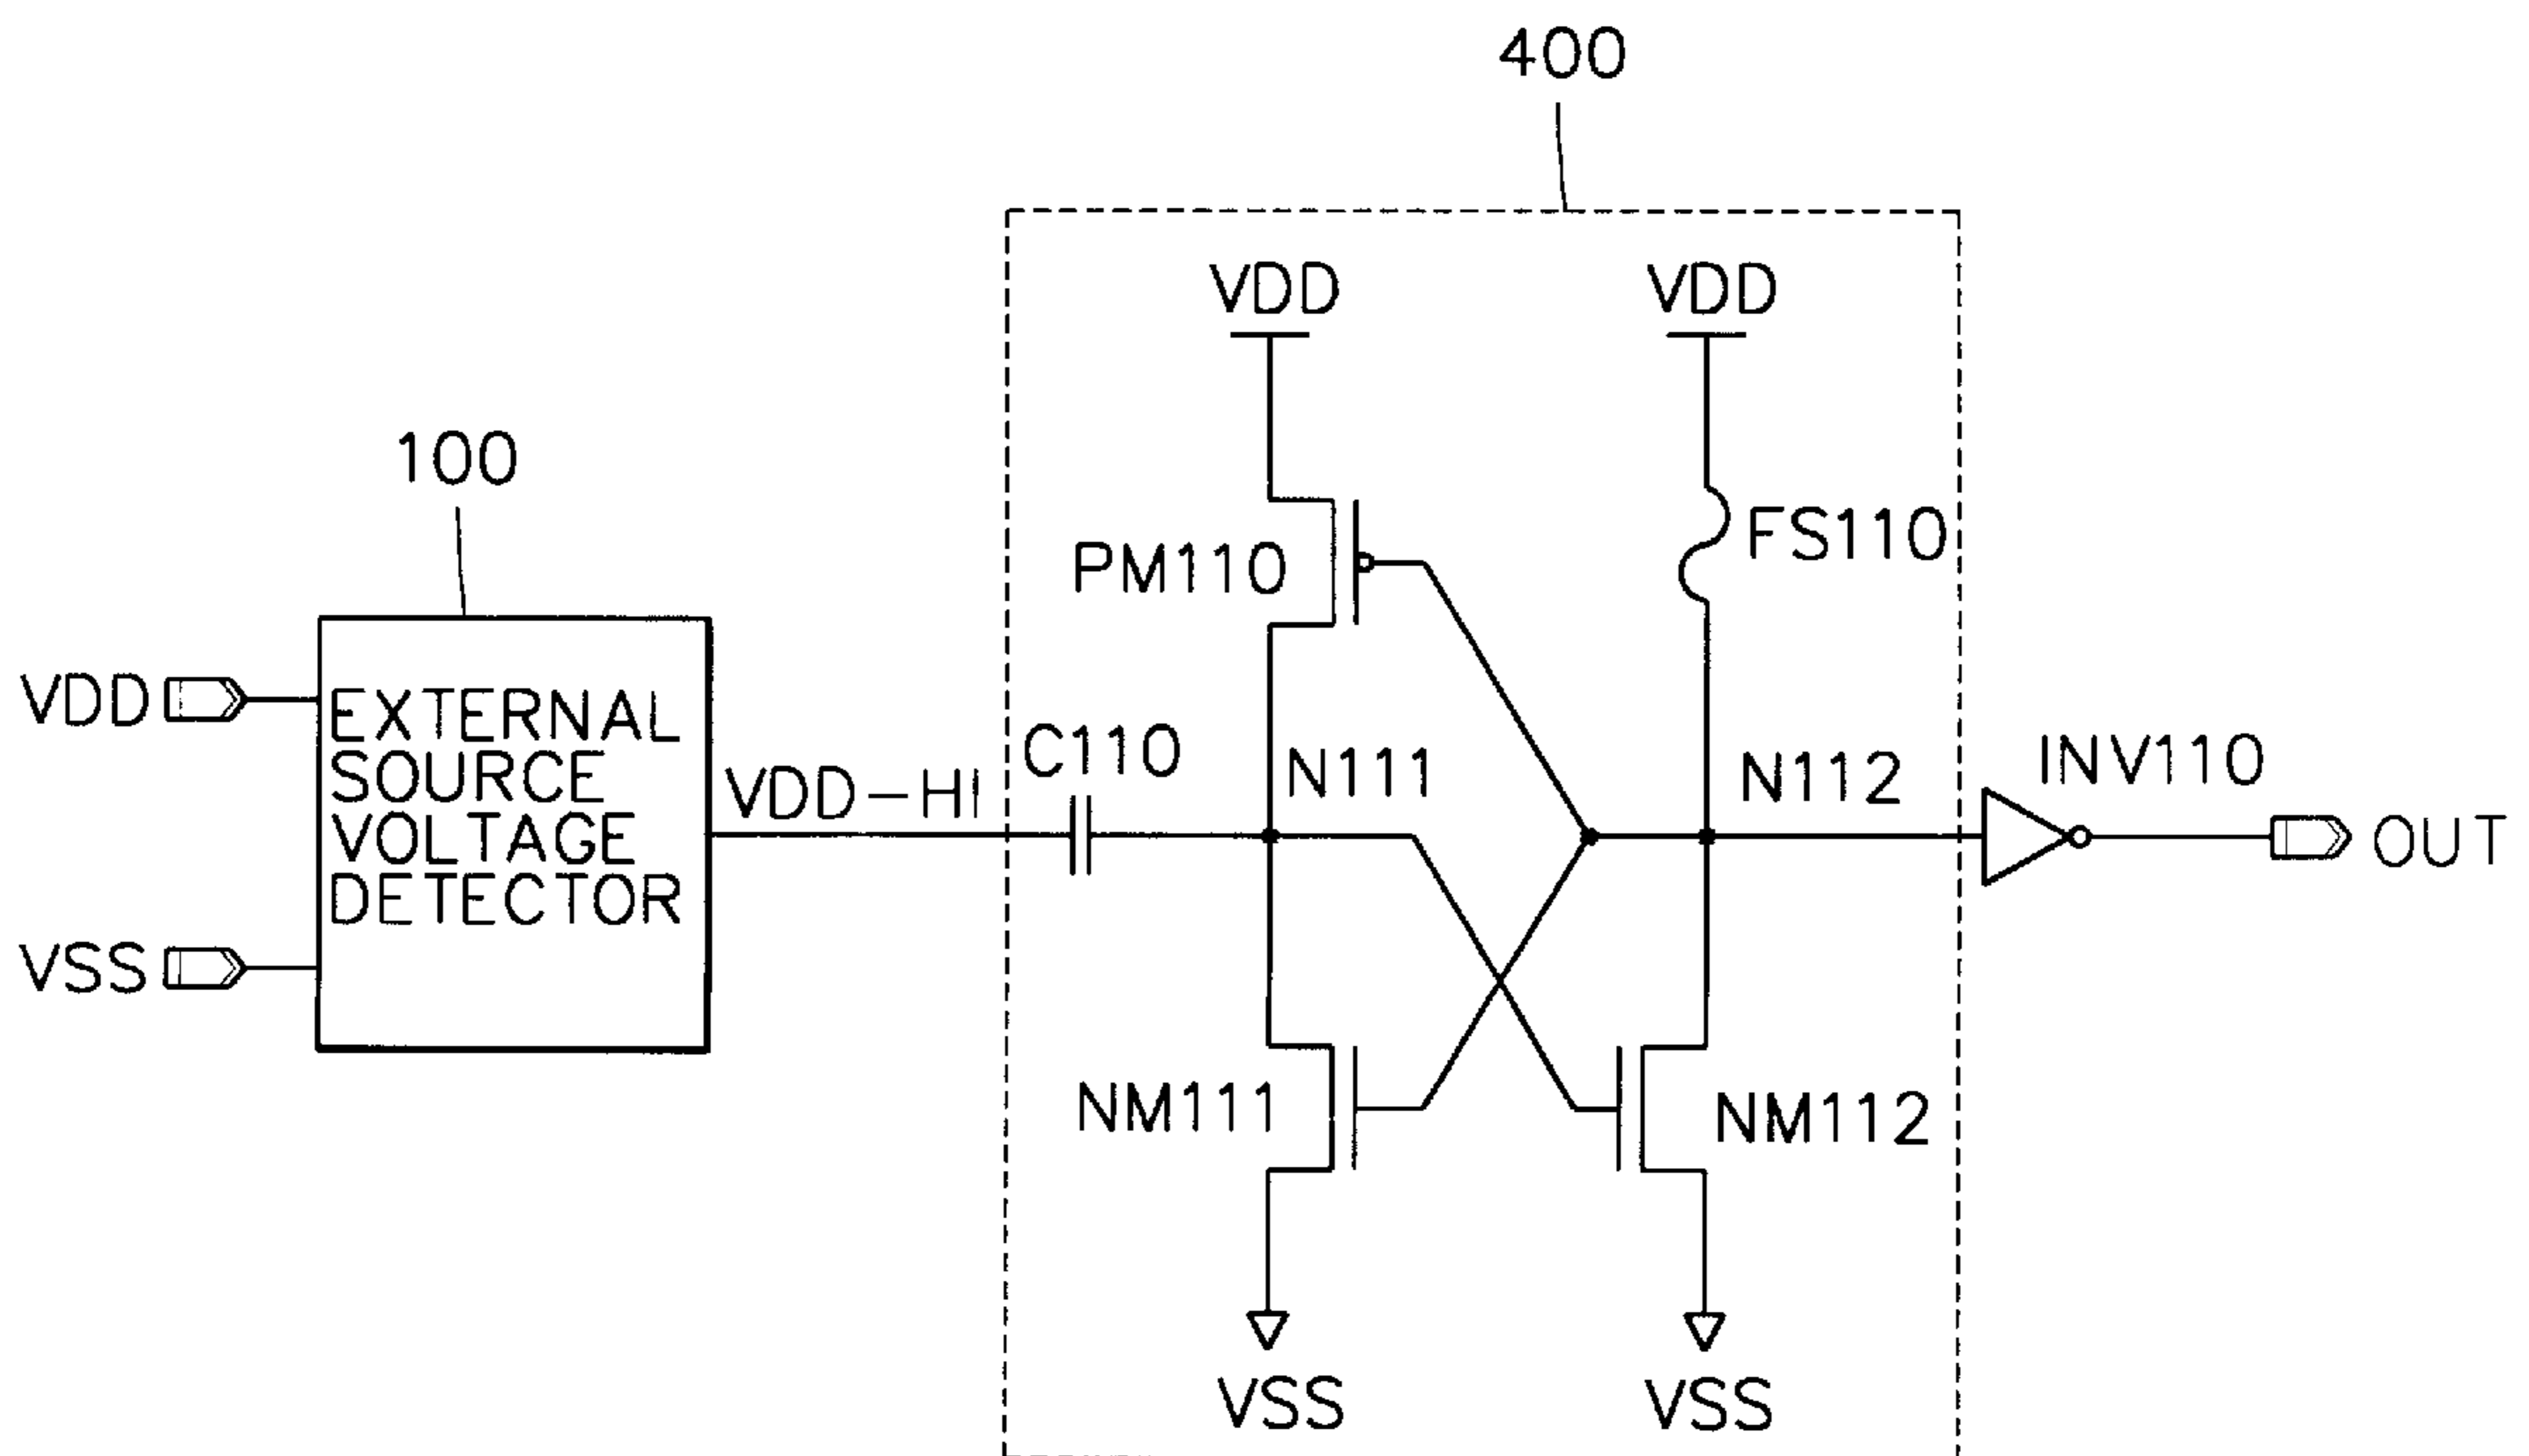 400
VDD
VDD
100
FS110
PM110
VDD
EXTERNAL
SOURCE
VOLTAGE
DETECTOR
VDD-HI
C110
N111
N112
INV110
OUT
VSS
NM111
NM112
VSS
VSS